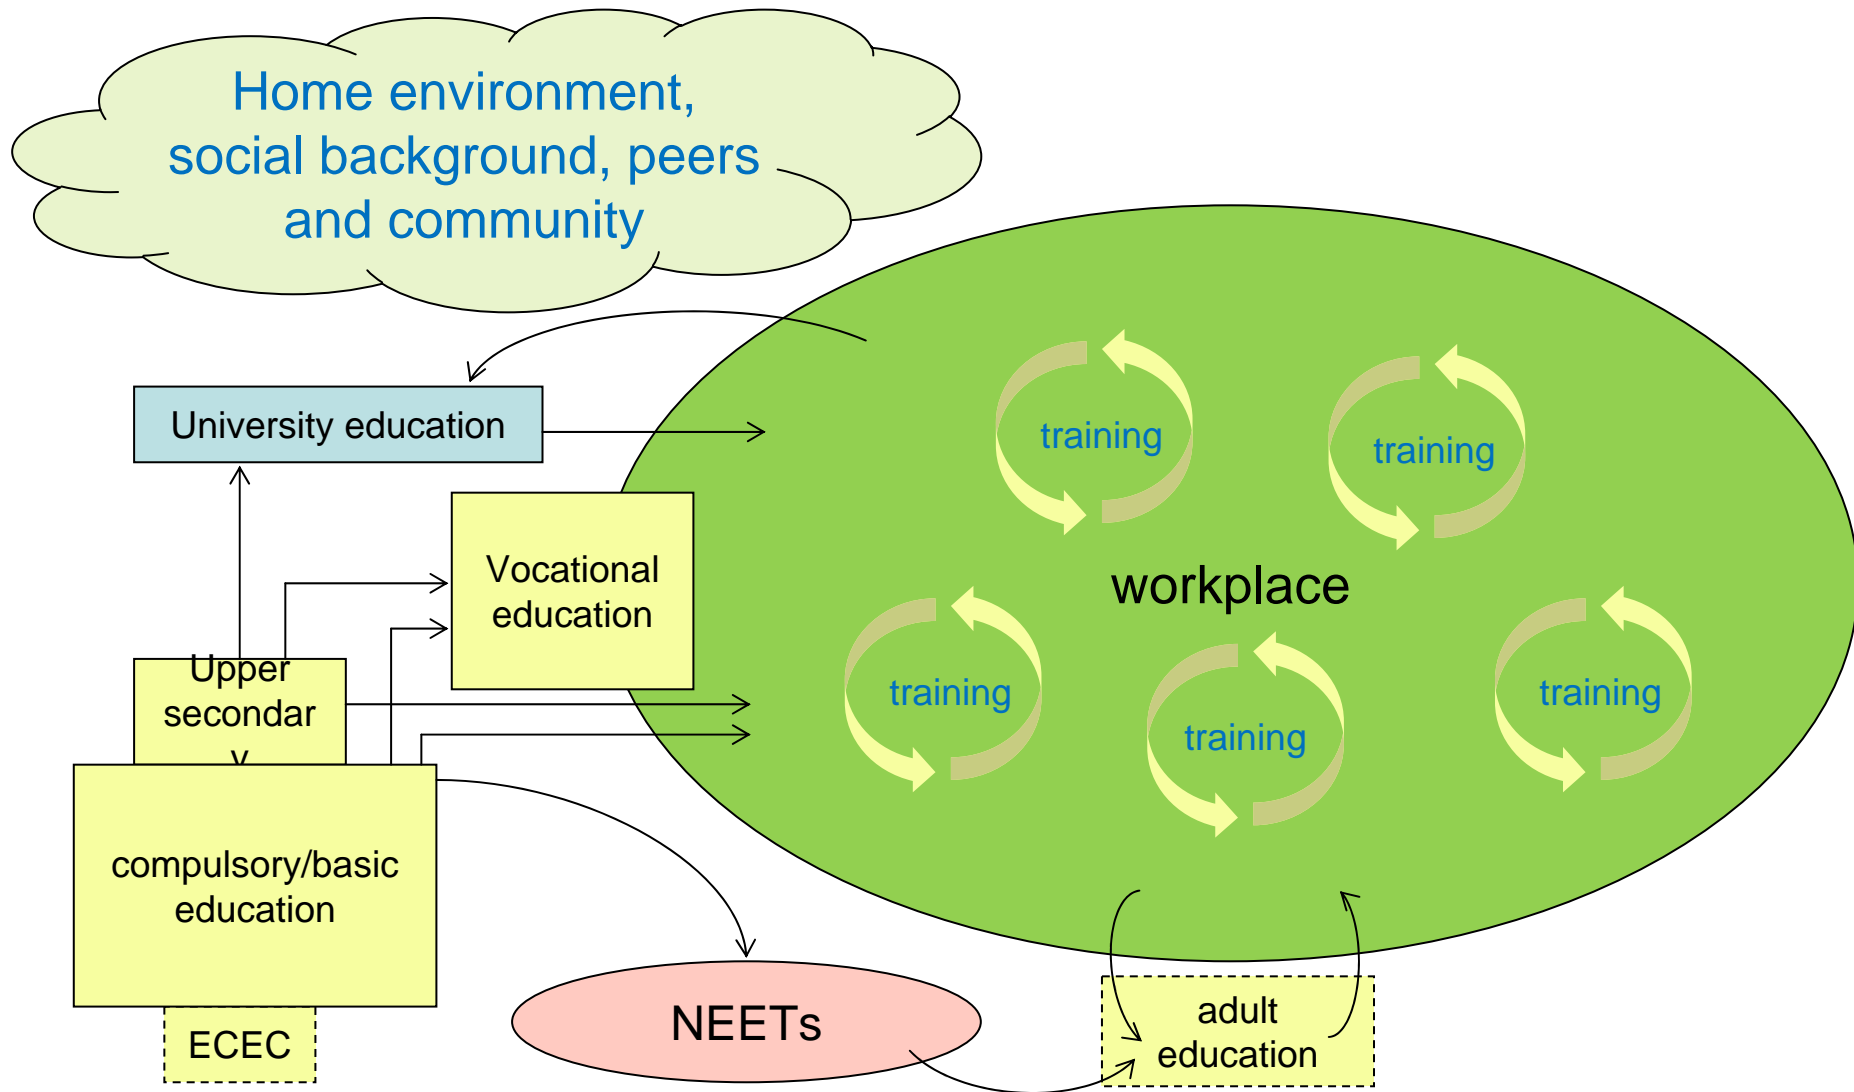 Home environment,
social background, peers
and community
University education
training
training
Vocational
education
workplace
Upper
secondar
y
training
training
training
compulsory/basic
education
NEETs
adult
education
ECEC